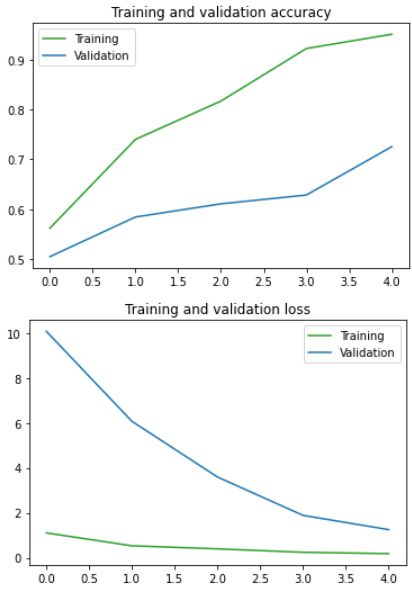 Training and validation accuracy
Training
Validation
0.9
0.8
0.7
0.6
0.5
0.0 0.5 1.0 1.5 2.0 2.5 3.0 3.5 4.0
Training and validation loss
Training
Validation
10
8
6
4
2
0
0.0 0.5 1.0 1.5 2.0 2.5 3.0 3.5 4.0